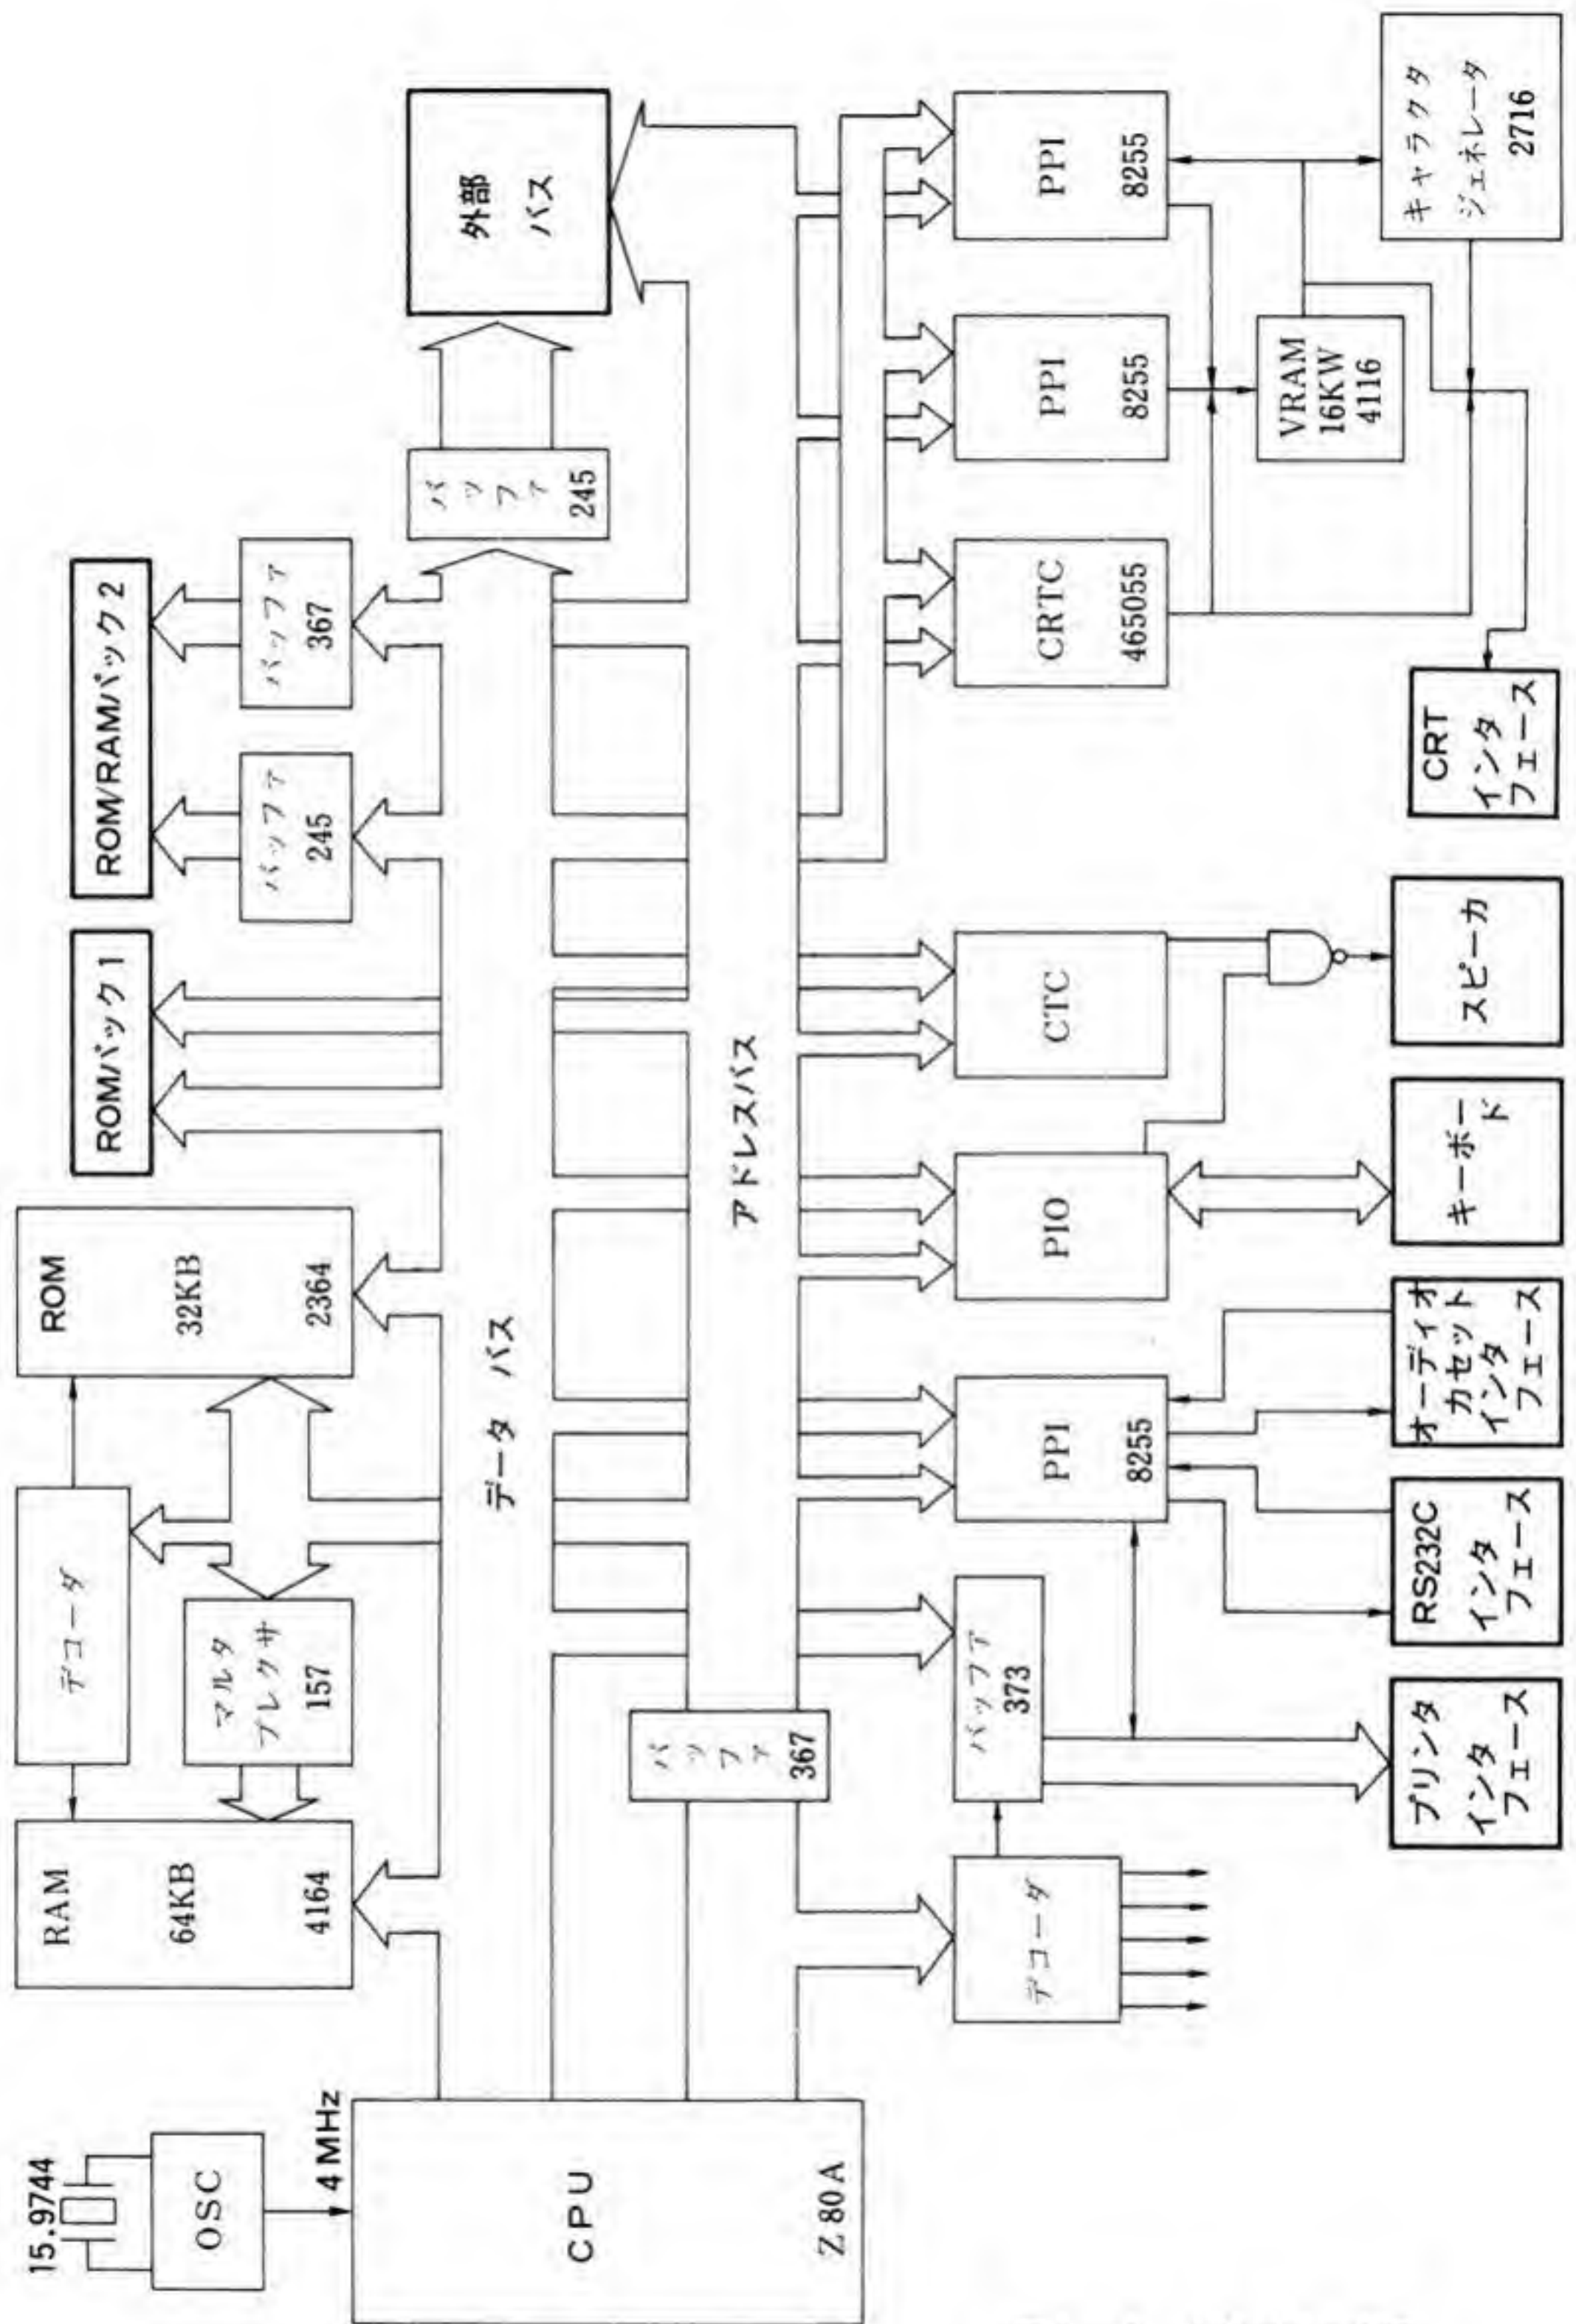 15.9744
OSC
4MHz
CPU
Z80A
RAM
64KB
4164
デコーダ
マルタ
プレクサ
157
ROM
32KB
2364
ROMパック1
ROM/RAMパック2
バッファ
245
バッファ
367
データ バス
バッファ
245
外部
バス
バッファ
367
アドレスバス
デコーダ
バッファ
373
PPI
8255
PIO
CTC
CRTC
465055
PPI
8255
PPI
8255
VRAM
16KW
4116
キャラクタ
ジェネレータ
2716
プリンタ
インタ
フェース
RS232C
インタ
フェース
オーディオ
カセット
インタ
フェース
キーボー
ド
スピーカ
CRT
インタ
フェース